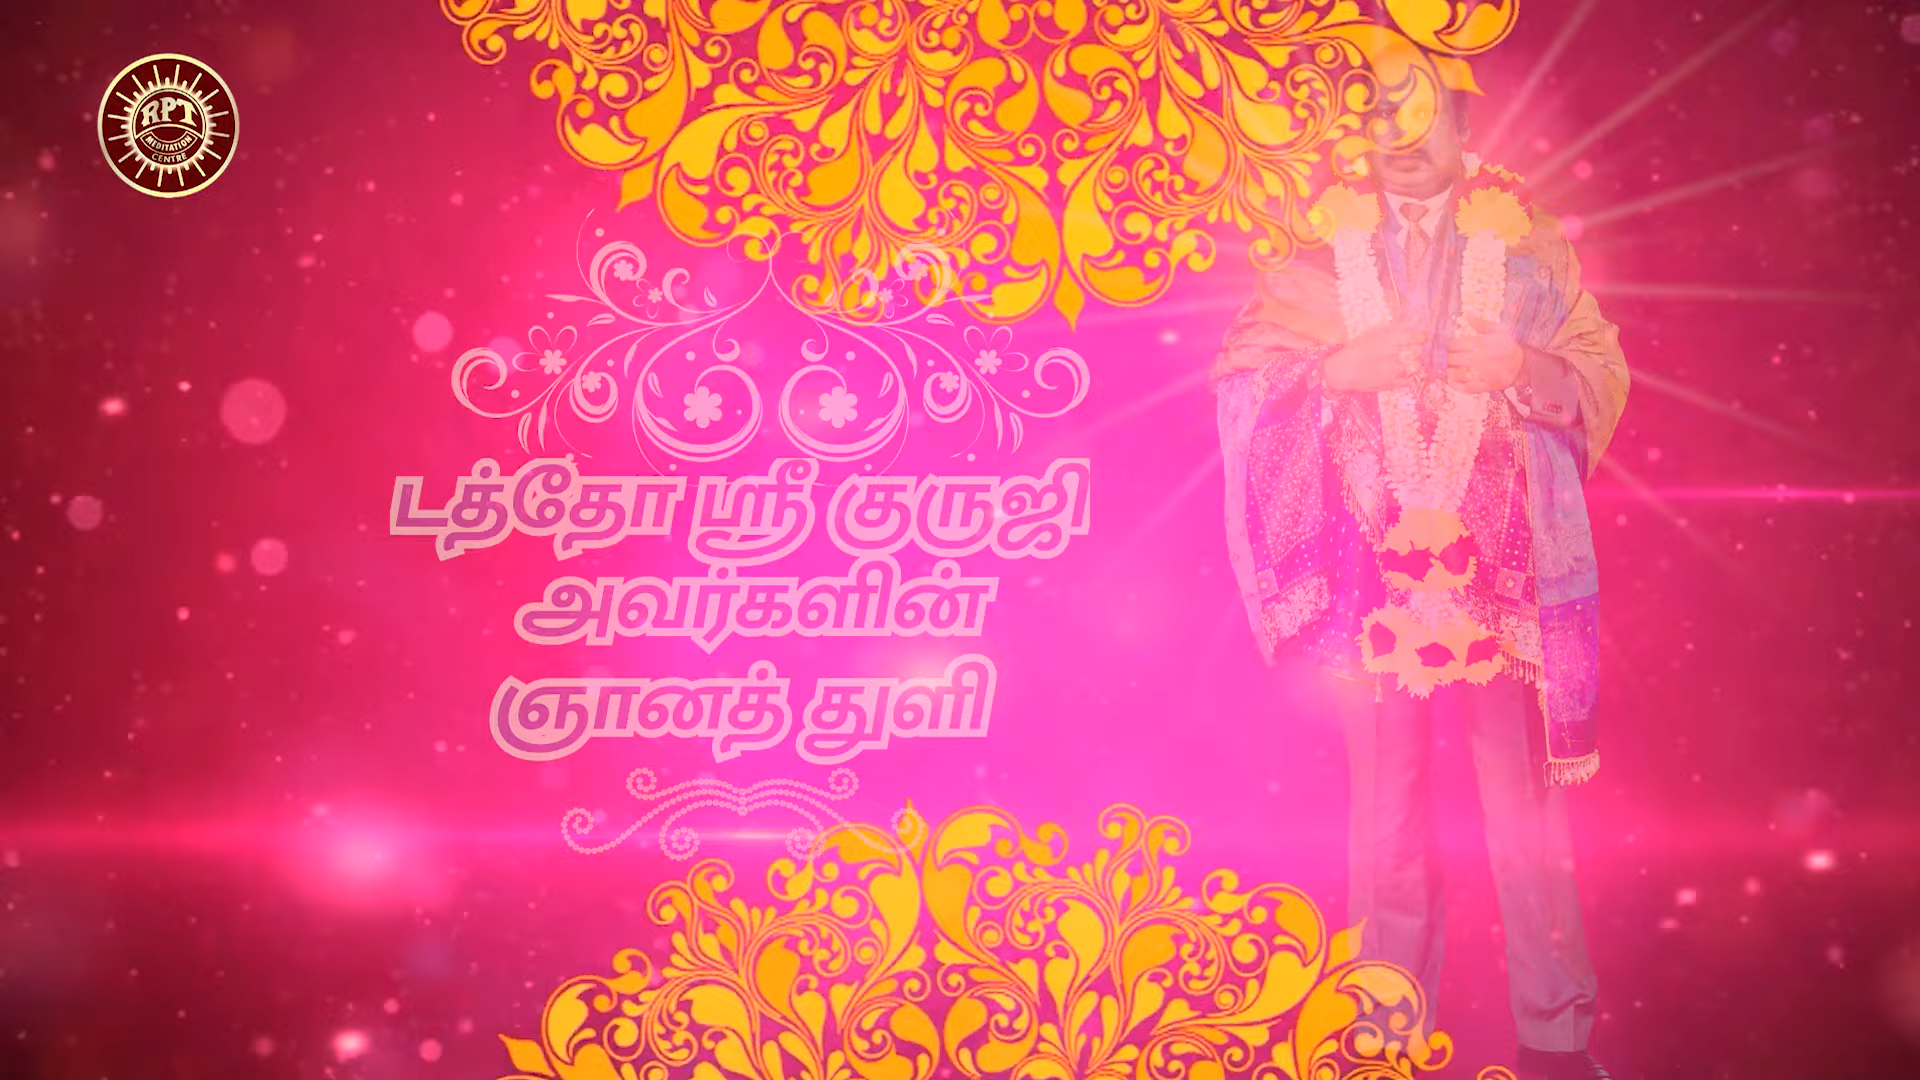 RPT
MEDITATION
CENTRE
டத்தோ ஸ்ரீ குருஜி
அவர்களின்
ஞானத் துளி